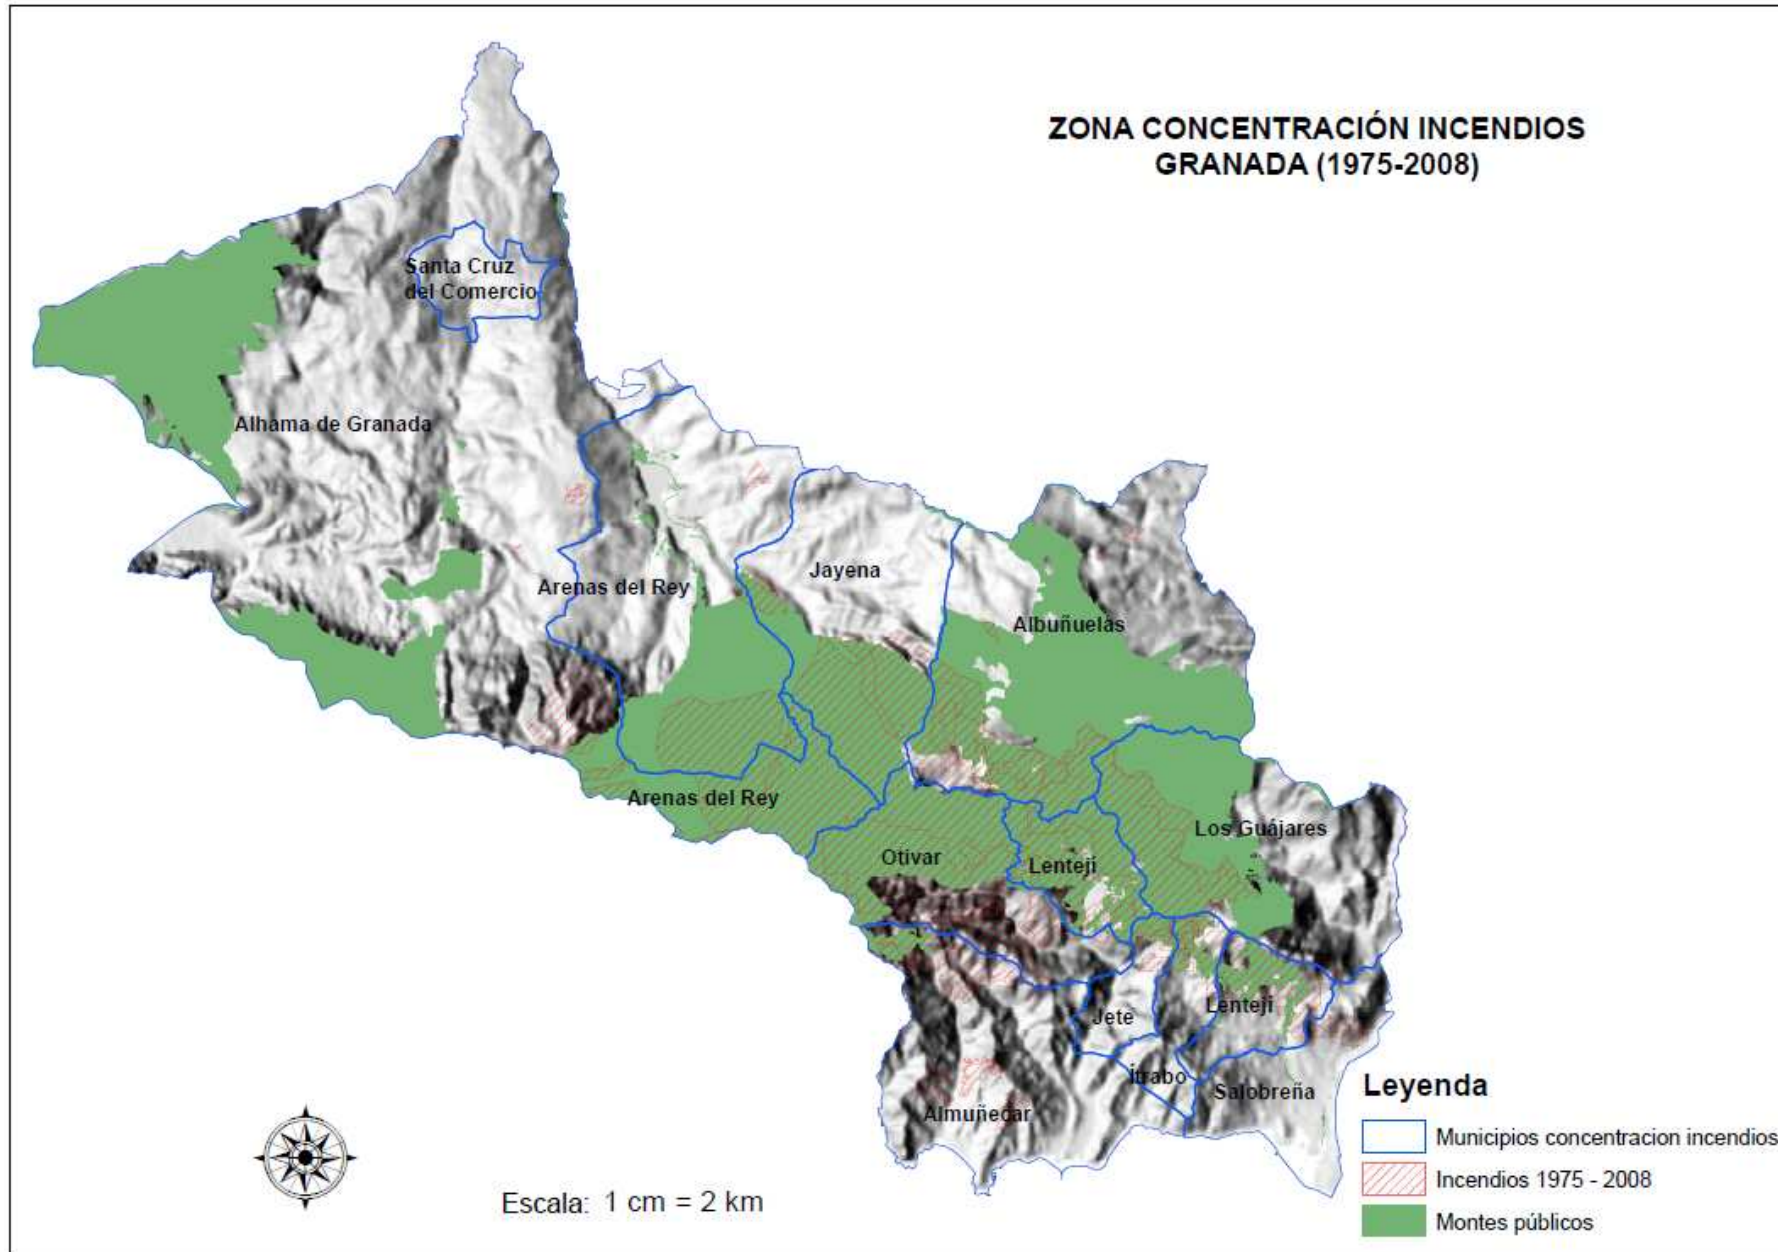 ZONA CONCENTRACIÓN INCENDIOS
GRANADA (1975-2008)
Santa Cruz
del Comercio
Alhama de Granada
Arenas del Rey
Jayena
Albuñuelas
Arenas del Rey
Los Guájares
Otivar
Lentejí
Lentejí
Jete
Ítrabo
Salobreña
Almuñecar
Leyenda
Municipios concentracion incendios
Incendios 1975 - 2008
Montes públicos
Escala: 1 cm = 2 km